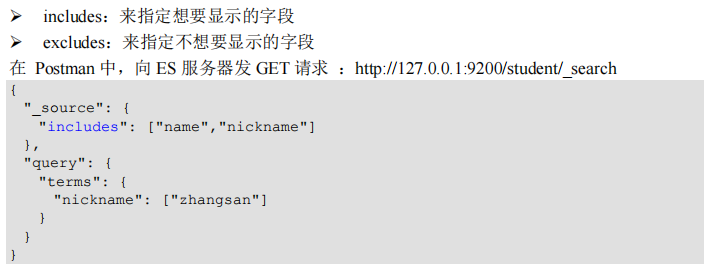 ➢ includes：来指定想要显示的字段
➢ excludes：来指定不想要显示的字段
在 Postman 中，向 ES 服务器发 GET 请求 ：http://127.0.0.1:9200/student/_search
{
  "_source": {
    "includes": ["name","nickname"]
  },
  "query": {
    "terms": {
      "nickname": ["zhangsan"]
    }
  }
}